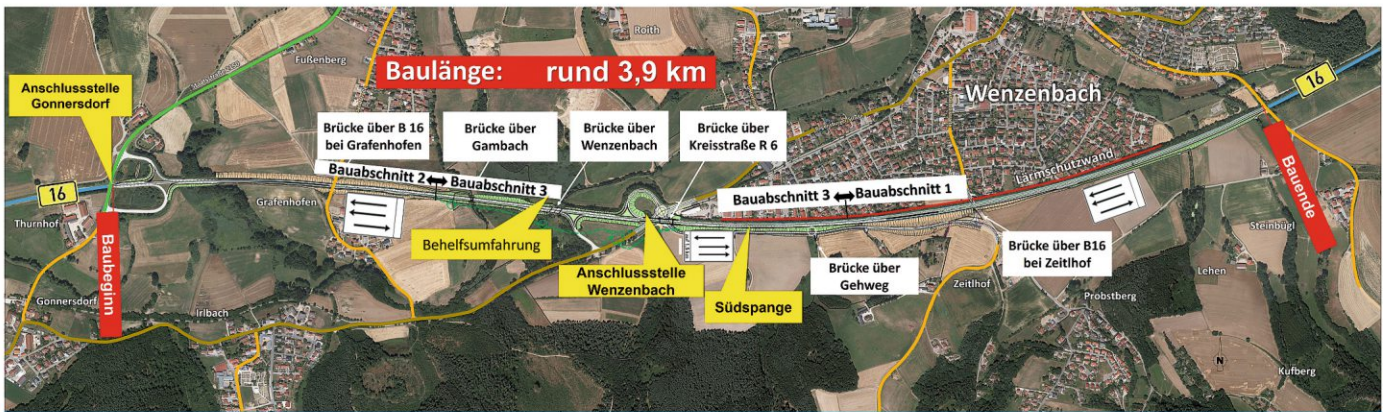 Roith
Fußenberg
Baulänge: rund 3,9 km
16
Anschlussstelle
Gonnersdorf
Wenzenbach
Brücke über B 16
bei Grafenhofen
Brücke über
Gambach
Brücke über
Wenzenbach
Brücke über
Kreisstraße R 6
Lärmschutzwand
Bauende
Bauabschnitt 2
Bauabschnitt 3
Bauabschnitt 3
Bauabschnitt 1
16
Thurnhof
Grafenhofen
Steinbügl
Baubeginn
Behelfsumfahrung
Anschlussstelle
Wenzenbach
Südspange
Brücke über
Gehweg
Brücke über B16
bei Zeitlhof
Lehen
Zeitlhof
Probstberg
Gonnersdorf
Irlbach
N
Kufberg